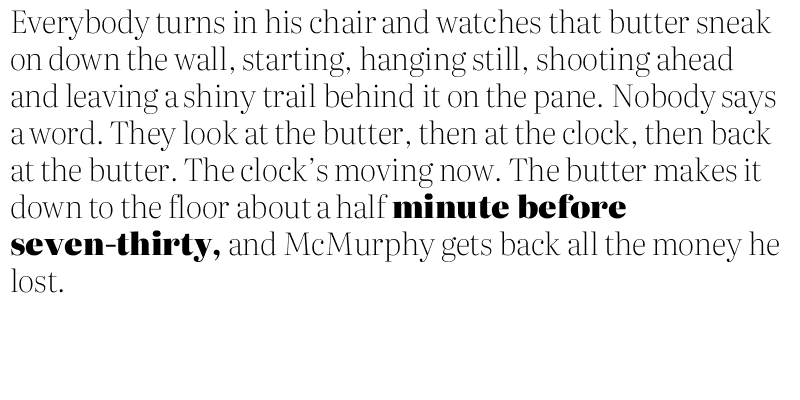 Everybody turns in his chair and watches that butter sneak
on down the wall, starting, hanging still, shooting ahead
and leaving a shiny trail behind it on the pane. Nobody says
a word. They look at the butter, then at the clock, then back
at the butter. The clock’s moving now. The butter makes it
down to the floor about a half minute before
seven-thirty, and McMurphy gets back all the money he
lost.